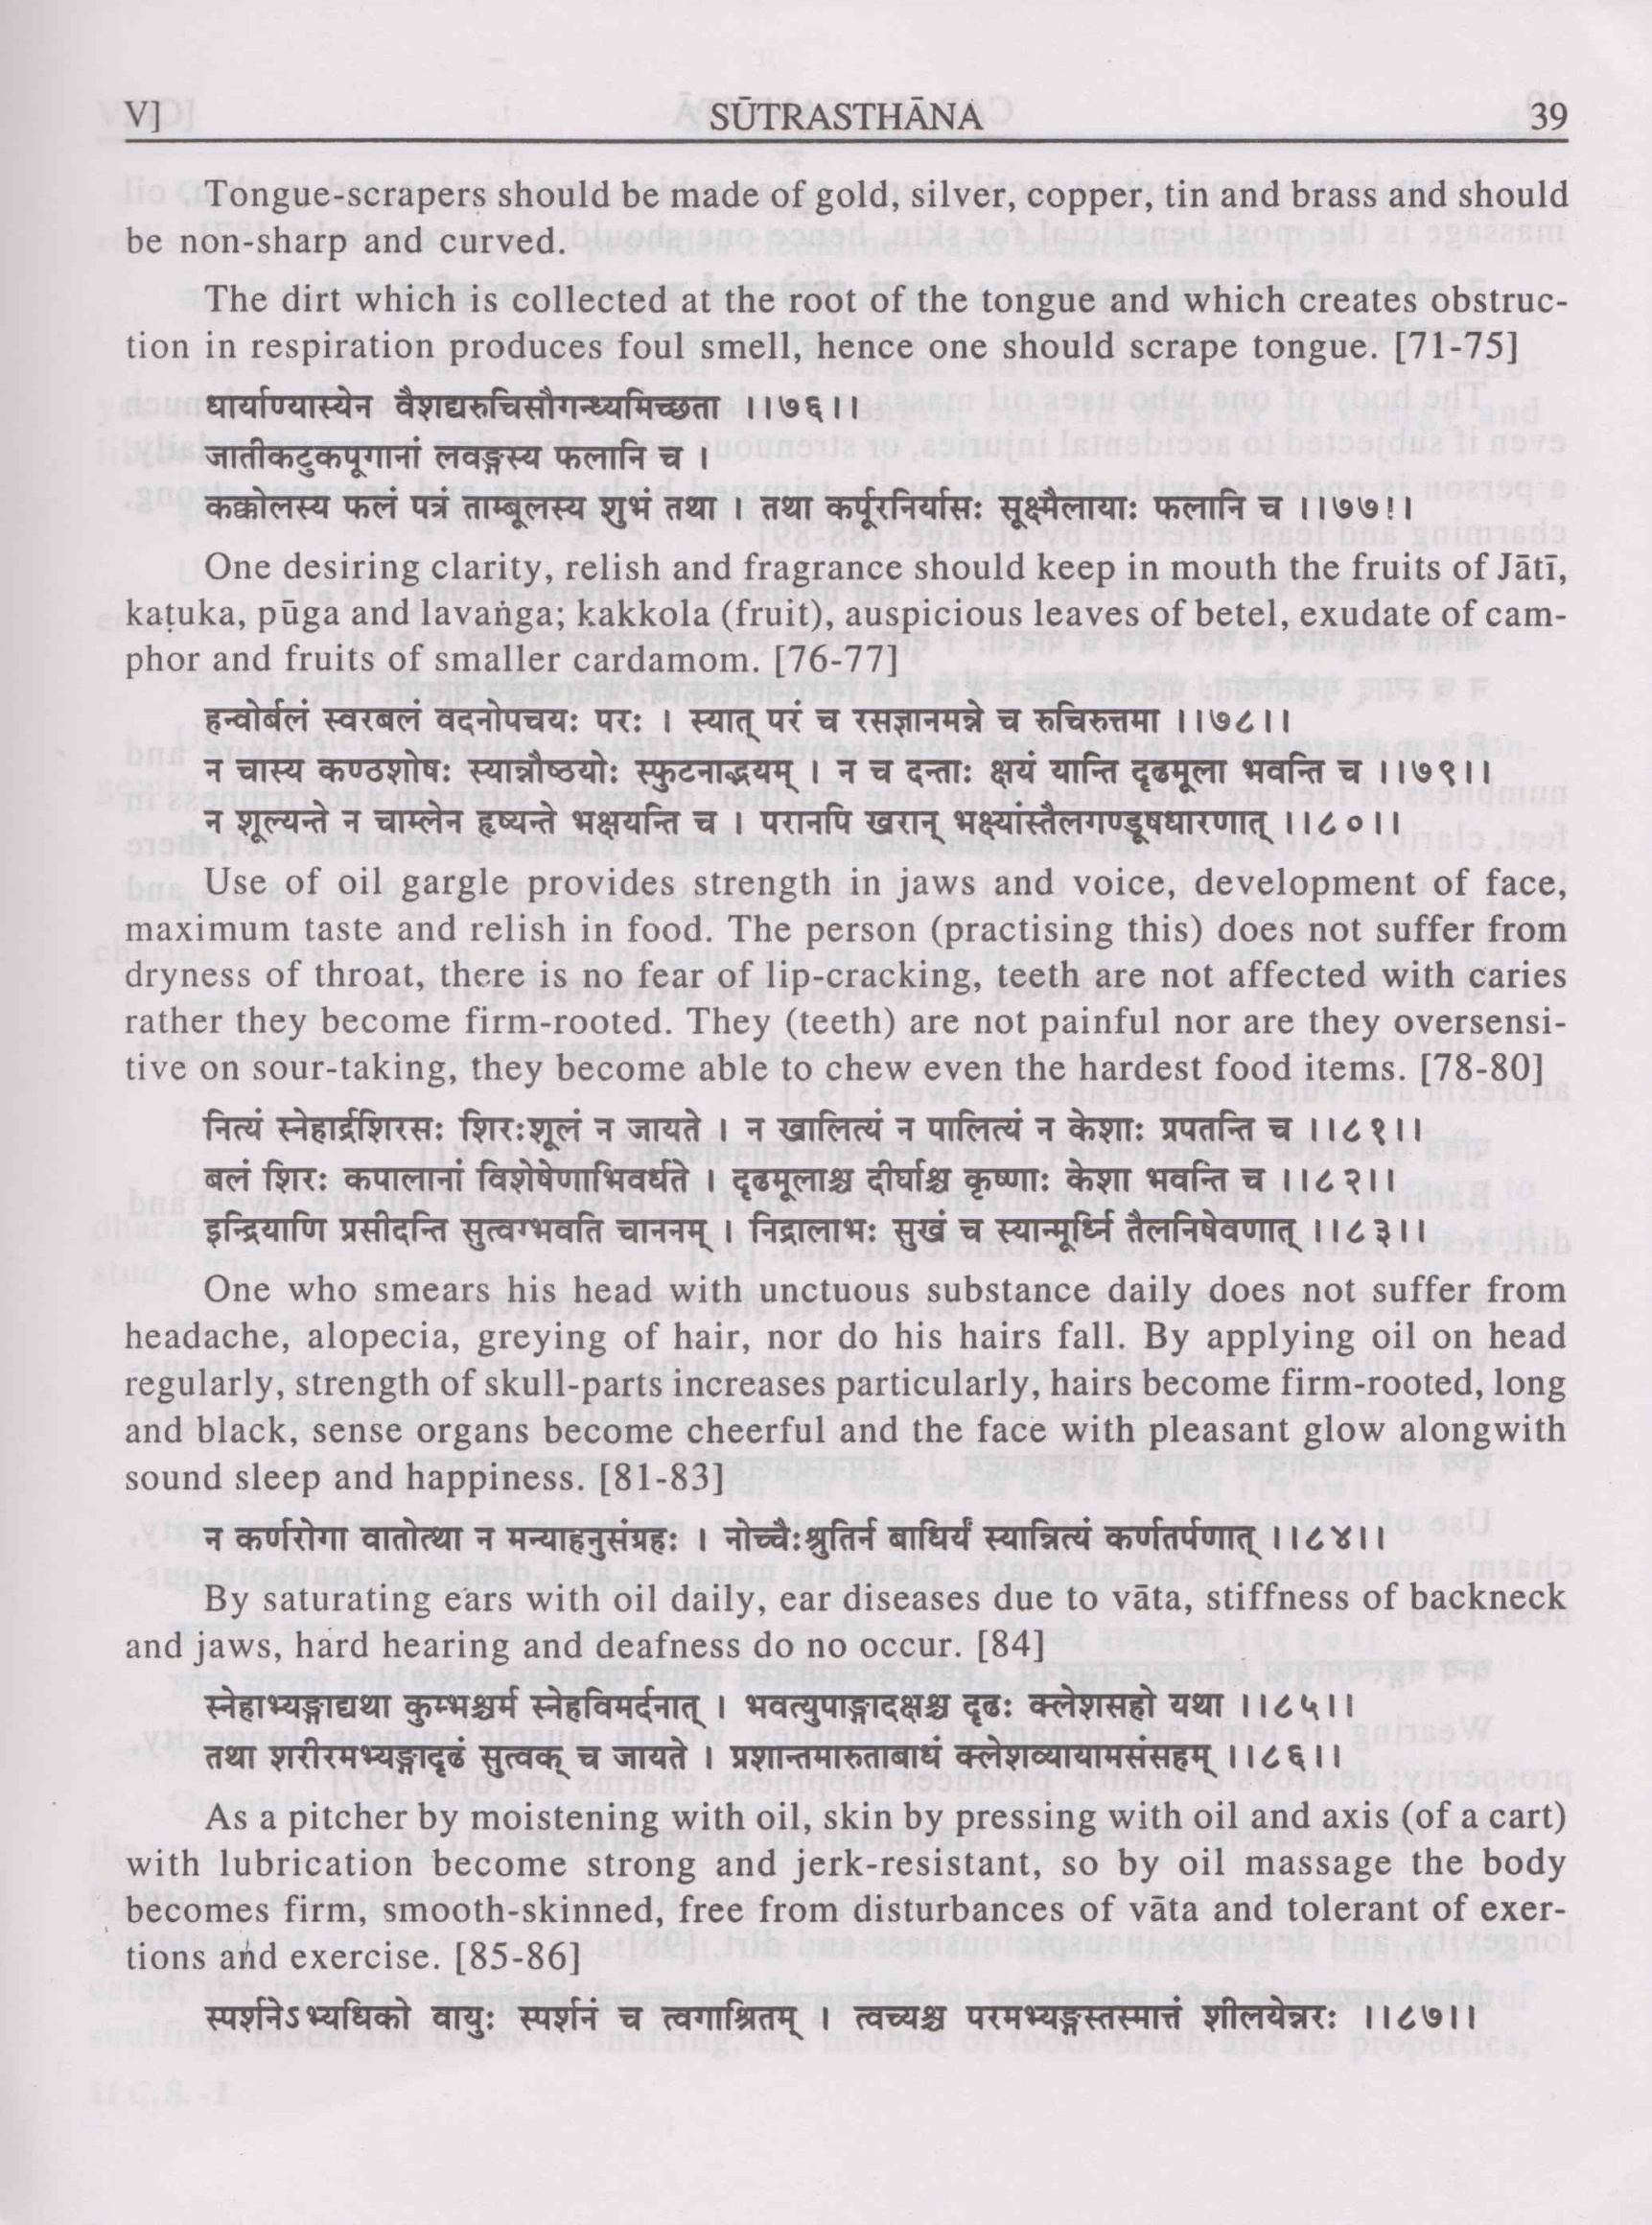 V]
SŪTRASTHĀNA
39
Tongue-scrapers should be made of gold, silver, copper, tin and brass and should
be non-sharp and curved.
The dirt which is collected at the root of the tongue and which creates obstruc-
tion in respiration produces foul smell, hence one should scrape tongue. [71-75]
धार्याण्यास्येन वैशद्यरुचिसौगन्ध्यमिच्छता ।।७६।।
जातीकटुकपूगानां लवङ्गस्य फलानि च ।
कक्कोलस्य फलं पत्रं ताम्बूलस्य शुभं तथा । तथा कर्पूरनिर्यासः सूक्ष्मैलायाः फलानि च ।।७७!।
One desiring clarity, relish and fragrance should keep in mouth the fruits of Jātī,
kaṭuka, pūga and lavaṅga; kakkola (fruit), auspicious leaves of betel, exudate of cam-
phor and fruits of smaller cardamom. [76-77]
हन्वोर्बलं स्वरबलं वदनोपचयः परः । स्यात् परं च रसज्ञानमन्ने च रुचिरुत्तमा ।।७८।।
न चास्य कण्ठशोषः स्यान्नौष्ठयोः स्फुटनाद्भयम् । न च दन्ताः क्षयं यान्ति दृढमूला भवन्ति च ।।७९।।
न शूल्यन्ते न चाम्लेन हृष्यन्ते भक्षयन्ति च । परानपि खरान् भक्ष्यांस्तैलगण्डूषधारणात् ।।८०।।
Use of oil gargle provides strength in jaws and voice, development of face,
maximum taste and relish in food. The person (practising this) does not suffer from
dryness of throat, there is no fear of lip-cracking, teeth are not affected with caries
rather they become firm-rooted. They (teeth) are not painful nor are they oversensi-
tive on sour-taking, they become able to chew even the hardest food items. [78-80]
नित्यं स्नेहार्द्रशिरसः शिरःशूलं न जायते । न खालित्यं न पालित्यं न केशाः प्रपतन्ति च ।।८१।।
बलं शिरः कपालानां विशेषेणाभिवर्धते । दृढमूलाश्च दीर्घाश्च कृष्णाः केशा भवन्ति च ।।८२।।
इन्द्रियाणि प्रसीदन्ति सुत्वग्भवति चाननम् । निद्रालाभः सुखं च स्यान्मूर्ध्नि तैलनिषेवणात् ।।८३।।
One who smears his head with unctuous substance daily does not suffer from
headache, alopecia, greying of hair, nor do his hairs fall. By applying oil on head
regularly, strength of skull-parts increases particularly, hairs become firm-rooted, long
and black, sense organs become cheerful and the face with pleasant glow alongwith
sound sleep and happiness. [81-83]
न कर्णरोगा वातोत्था न मन्याहनुसंग्रहः । नोच्चैःश्रुतिर्न बाधिर्यं स्यान्नित्यं कर्णतर्पणात् ।।८४।।
By saturating ears with oil daily, ear diseases due to vāta, stiffness of backneck
and jaws, hard hearing and deafness do no occur. [84]
स्नेहाभ्यङ्गाद्यथा कुम्भश्चर्म स्नेहविमर्दनात् । भवत्युपाङ्गादक्षश्च दृढः क्लेशसहो यथा ।।८५।।
तथा शरीरमभ्यङ्गाद्दृढं सुत्वक् च जायते । प्रशान्तमारुताबाधं क्लेशव्यायामसंसहम् ।।८६।।
As a pitcher by moistening with oil, skin by pressing with oil and axis (of a cart)
with lubrication become strong and jerk-resistant, so by oil massage the body
becomes firm, smooth-skinned, free from disturbances of vāta and tolerant of exer-
tions and exercise. [85-86]
स्पर्शनेऽभ्यधिको वायुः स्पर्शनं च त्वगाश्रितम् । त्वच्यश्च परमभ्यङ्गस्तस्मात्तं शीलयेन्नरः ।।८७।।